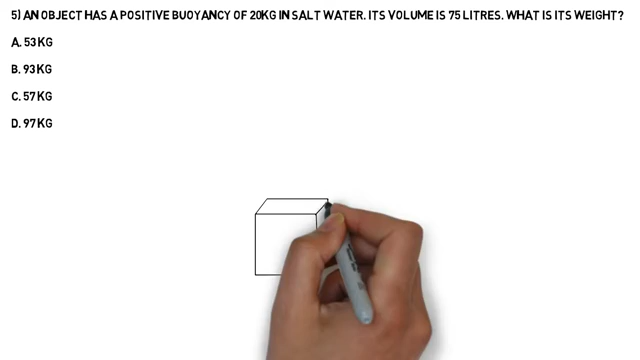 5) AN OBJECT HAS A POSITIVE BUOYANCY OF 20KG IN SALT WATER. ITS VOLUME IS 75 LITRES. WHAT IS ITS WEIGHT?
A. 53KG
B. 93KG
C. 57KG
D. 97KG